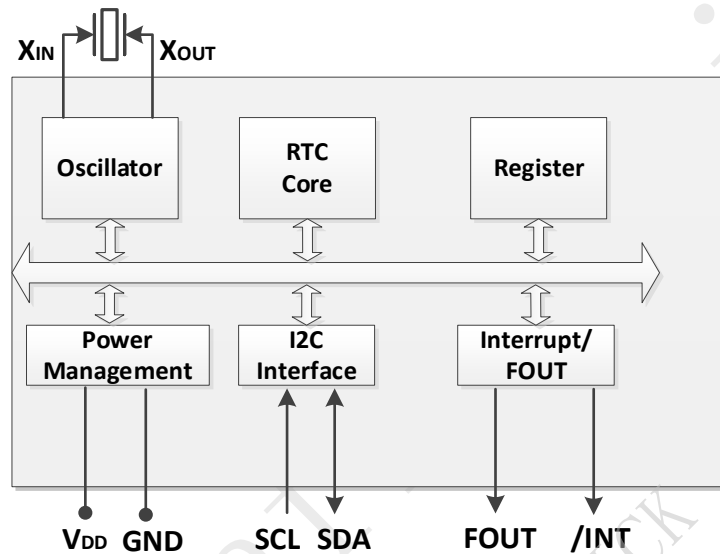 XIN XOUT
Oscillator
RTC
Core
Register
Power
Management
I2C
Interface
Interrupt/
FOUT
VDD GND SCL SDA FOUT /INT